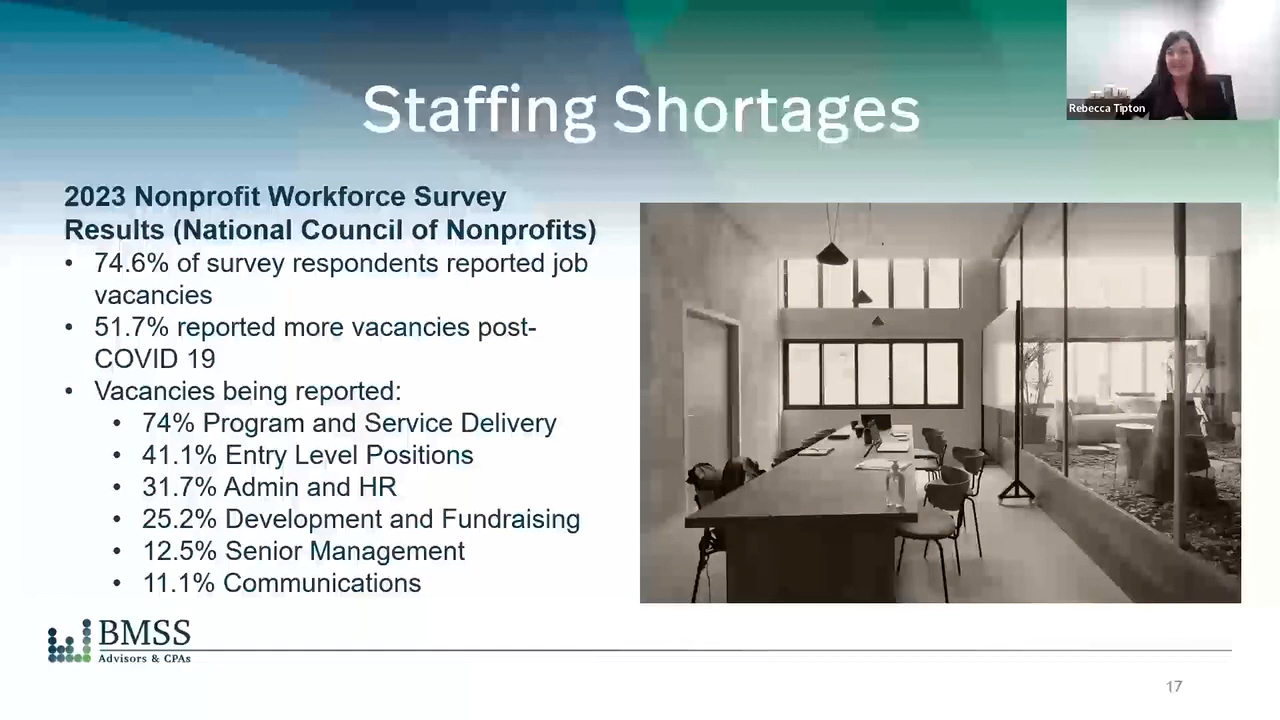 Staffing Shortages
Rebecca Tipton
2023 Nonprofit Workforce Survey
Results (National Council of Nonprofits)
• 74.6% of survey respondents reported job
vacancies
• 51.7% reported more vacancies post-
COVID 19
• Vacancies being reported:
• 74% Program and Service Delivery
• 41.1% Entry Level Positions
• 31.7% Admin and HR
• 25.2% Development and Fundraising
• 12.5% Senior Management
• 11.1% Communications
BMSS
Advisors & CPAs
17